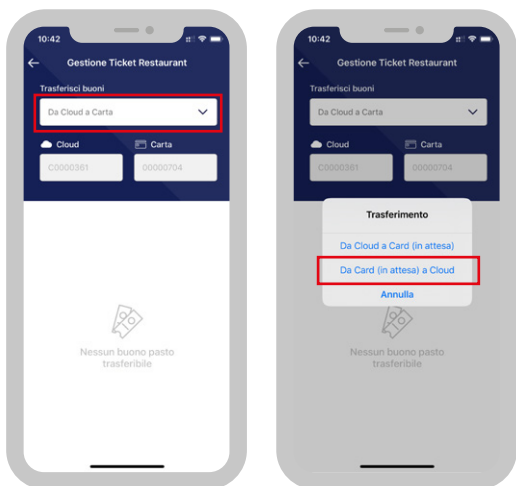 10:42
Gestione Ticket Restaurant
Trasferisci buoni
Da Cloud a Carta
Cloud
Carta
C0000361
00000704
Nessun buono pasto
trasferibile
10:42
Gestione Ticket Restaurant
Trasferisci buoni
Da Cloud a Carta
Cloud
Carta
C0000361
00000704
Trasferimento
Da Cloud a Card (in attesa)
Da Card (in attesa) a Cloud
Annulla
Nessun buono pasto
trasferibile